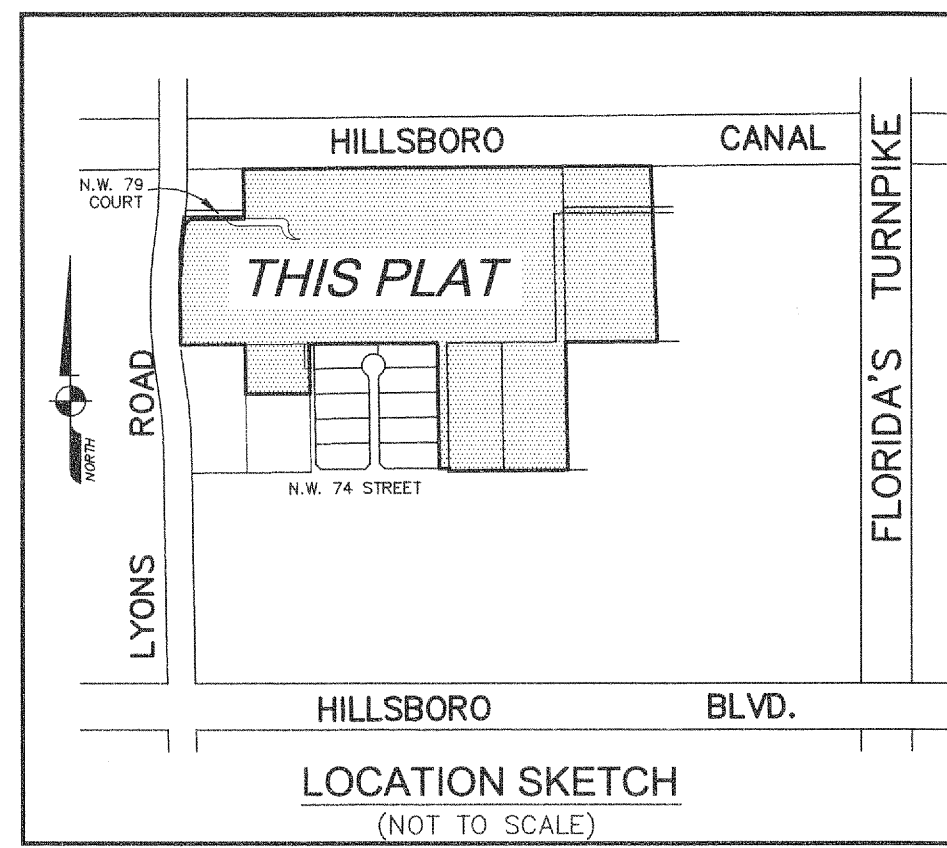 HILLSBORO CANAL
N.W. 79
COURT
THIS PLAT
FLORIDA'S TURNPIKE
LYONS ROAD
NORTH
N.W. 74 STREET
HILLSBORO BLVD.
LOCATION SKETCH
(NOT TO SCALE)